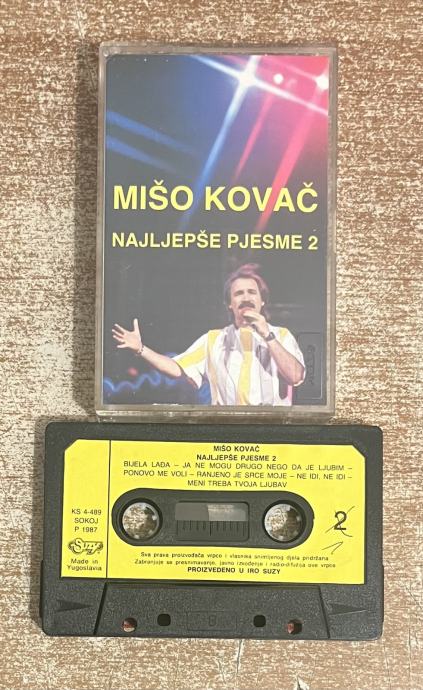 MIŠO KOVAČ
NAJLJEPŠE PJESME 2
MIŠO KOVAČ
NAJLJEPŠE PJESME 2
BIJELA LAĐA – JA NE MOGU DRUGO NEGO DA JE LJUBIM –
PONOVO ME VOLI – RANJENO JE SRCE MOJE – NE IDI, NE IDI –
MENI TREBA TVOJA LJUBAV
KS 4-489
SOKOJ
P 1987
Suzy
Made in
Yugoslavia
2
Sva prava proizvođača vrpce i vlasnika snimljenog djela pridržana
Zabranjuje se presnimavanje, javno izvođenje i radio-difuzija ove vrpce
PROIZVEDENO U IRO SUZY